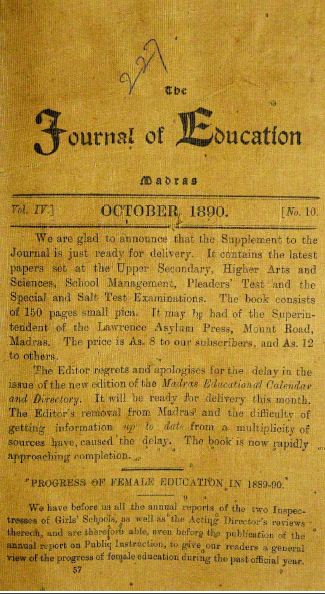 227
The
Journal of Education
Madras
Vol. IV.] OCTOBER 1890. [No. 10.
We are glad to announce that the Supplement to the
Journal is just ready for delivery. It contains the latest
papers set at the Upper Secondary, Higher Arts and
Sciences, School Management, Pleaders' Test and the
Special and Salt Test Examinations. The book consists
of 150 pages small pica. It may be had of the Superin-
tendent of the Lawrence Asylum Press, Mount Road,
Madras. The price is As. 8 to our subscribers, and As. 12
to others.
The Editor regrets and apologises for the delay in the
issue of the new edition of the Madras Educational Calendar
and Directory. It will be ready for delivery this month.
The Editor's removal from Madras and the difficulty of
getting information up to date from a multiplicity of
sources have, caused the delay. The book is now rapidly
approaching completion.
PROGRESS OF FEMALE EDUCATION IN 1889-90.
We have before us all the annual reports of the two Inspec-
tresses of Girls' Schools, as well as the Acting Director's reviews
thereon, and are therefore able, even before the publication of the
annual report on Public Instruction, to give our readers a general
view of the progress of female education during the past official year.
57